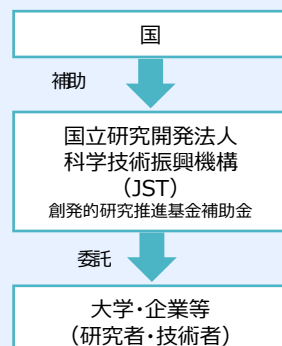 国
補助
国立研究開発法人
科学技術振興機構
（JST）
創発的研究推進基金補助金
委託
大学・企業等
（研究者・技術者）